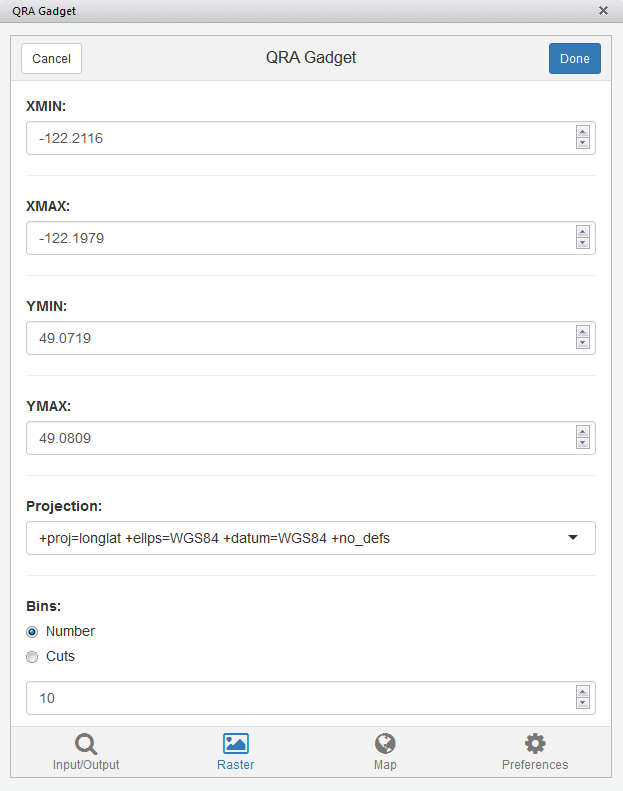 QRA Gadget
Cancel
QRA Gadget
Done
XMIN:
-122.2116
XMAX:
-122.1979
YMIN:
49.0719
YMAX:
49.0809
Projection:
+proj=longlat +ellps=WGS84 +datum=WGS84 +no_defs
Bins:
Number
Cuts
10
Input/Output
Raster
Map
Preferences